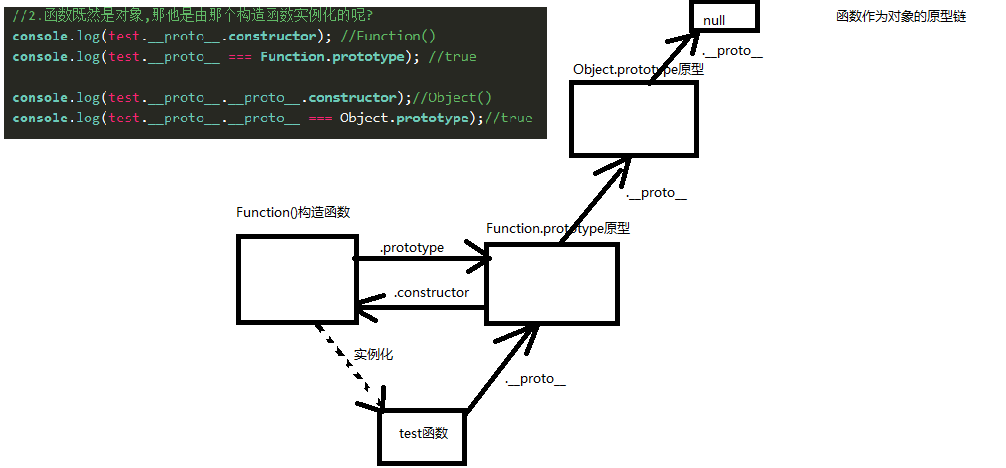 //2.函数既然是对象,那他是由那个构造函数实例化的呢?
console.log(test.__proto__.constructor); //Function()
console.log(test.__proto__ === Function.prototype); //true
console.log(test.__proto__.__proto__.constructor);//Object()
console.log(test.__proto__.__proto__ === Object.prototype);//true
函数作为对象的原型链
null
.__proto__
Object.prototype原型
.__proto__
Function()构造函数
Function.prototype原型
.prototype
.constructor
实例化
.__proto__
test函数